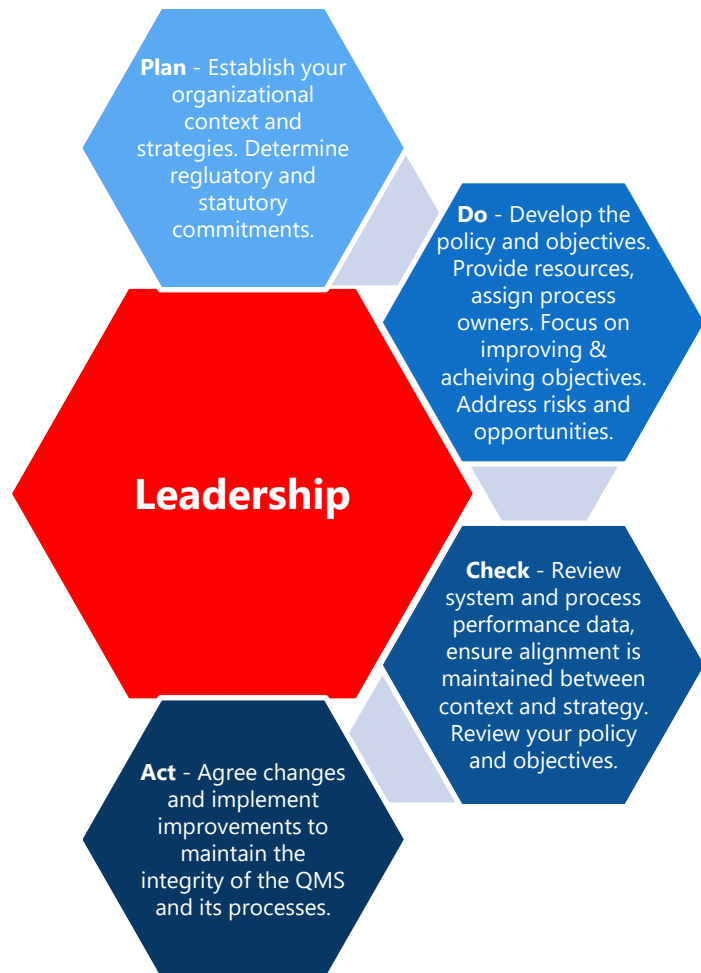 Plan - Establish your
organizational
context and
strategies. Determine
regluatory and
statutory
commitments.
Do - Develop the
policy and objectives.
Provide resources,
assign process
owners. Focus on
improving &
acheiving objectives.
Address risks and
opportunities.
Leadership
Check - Review
system and process
performance data,
ensure alignment is
maintained between
context and strategy.
Review your policy
and objectives.
Act - Agree changes
and implement
improvements to
maintain the
integrity of the QMS
and its processes.